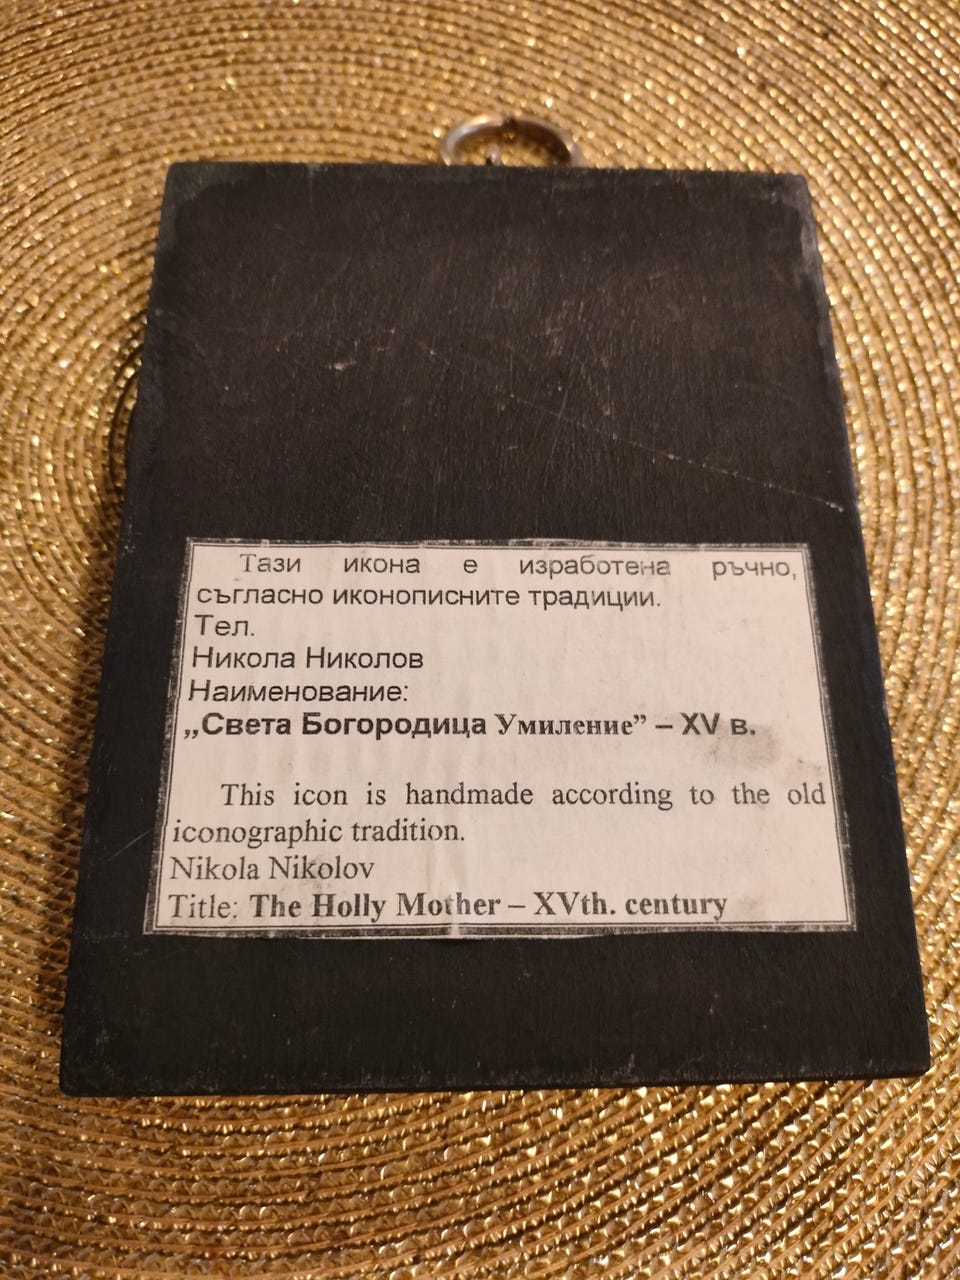 Тази икона е изработена ръчно,
съгласно иконописните традиции.
Тел.
Никола Николов
Наименование:
„Света Богородица Умиление” – XV в.
This icon is handmade according to the old
iconographic tradition.
Nikola Nikolov
Title: The Holly Mother – XVth. century